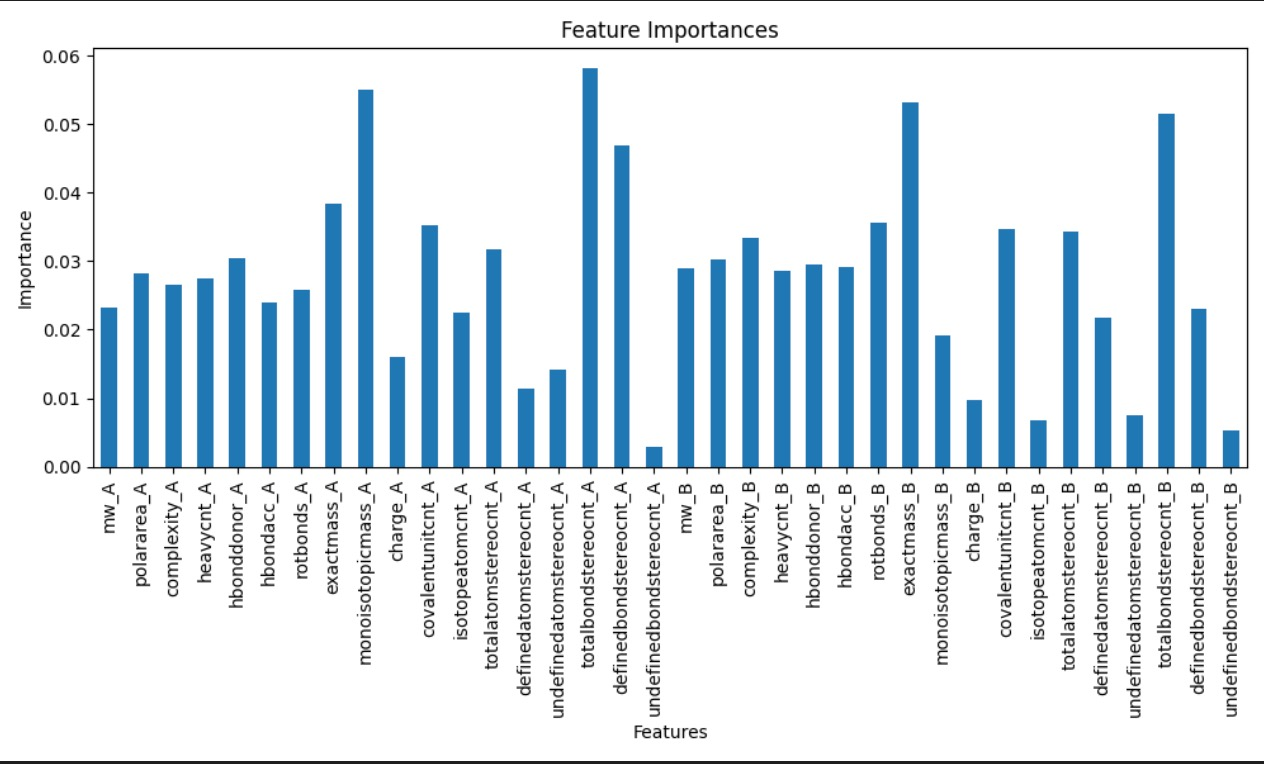 Feature Importances
0.06
0.05
0.04
0.03
0.02
0.01
0.00
Importance
mw_A
polararea_A
complexity_A
heavycnt_A
hbonddonor_A
hbondacc_A
rotbonds_A
exactmass_A
monoisotopicmass_A
charge_A
covalentunitcnt_A
isotopeatomcnt_A
totalatomstereocnt_A
definedatomstereocnt_A
undefinedatomstereocnt_A
totalbondstereocnt_A
definedbondstereocnt_A
undefinedbondstereocnt_A
mw_B
polararea_B
complexity_B
heavycnt_B
hbonddonor_B
hbondacc_B
rotbonds_B
exactmass_B
monoisotopicmass_B
charge_B
covalentunitcnt_B
isotopeatomcnt_B
totalatomstereocnt_B
definedatomstereocnt_B
undefinedatomstereocnt_B
totalbondstereocnt_B
definedbondstereocnt_B
undefinedbondstereocnt_B
Features